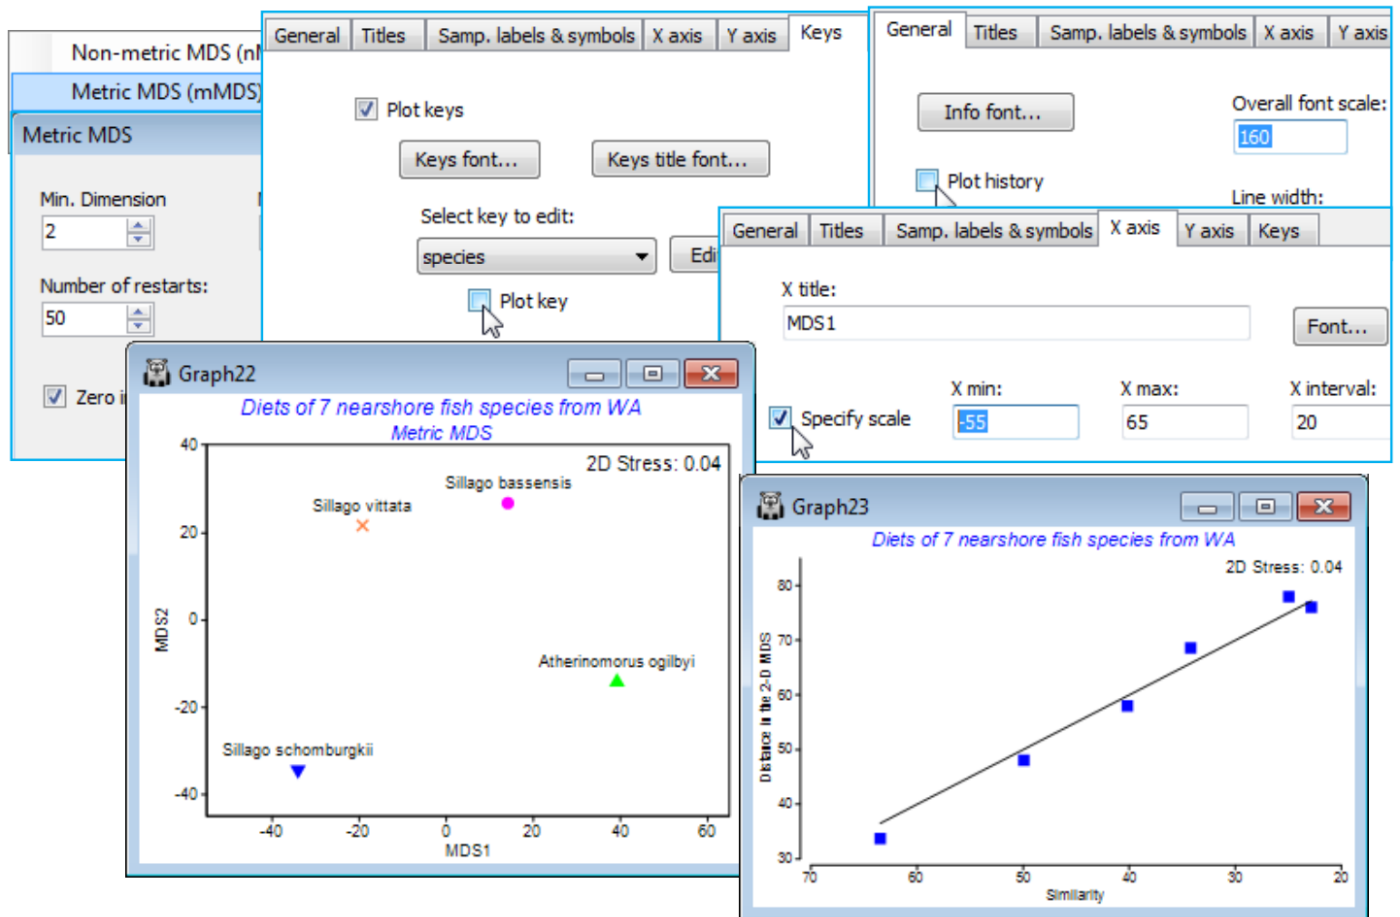 Non-metric MDS (nM
Metric MDS (mMDS)
Metric MDS
Min. Dimension
2
Number of restarts:
50
Zero i
General Titles Samp. labels & symbols X axis Y axis Keys
Plot keys
Keys font... Keys title font...
Select key to edit:
species Edi
Plot key
General Titles Samp. labels & symbols X axis Y axis
Info font... Overall font scale:
160
Plot history
Line width:
General Titles Samp. labels & symbols X axis Y axis Keys
X title:
MDS1 Font...
X min: X max: X interval:
Specify scale -55 65 20
Graph22
Diets of 7 nearshore fish species from WA
Metric MDS
2D Stress: 0.04
Sillago bassensis
Sillago vittata
Atherinomorus ogilbyi
Sillago schomburgkii
MDS2
40
20
0
-20
-40
-40 -20 0 20 40 60
MDS1
Graph23
Diets of 7 nearshore fish species from WA
2D Stress: 0.04
Distance in the 2-D MDS
80
70
60
50
40
30
70 60 50 40 30 20
Similarity